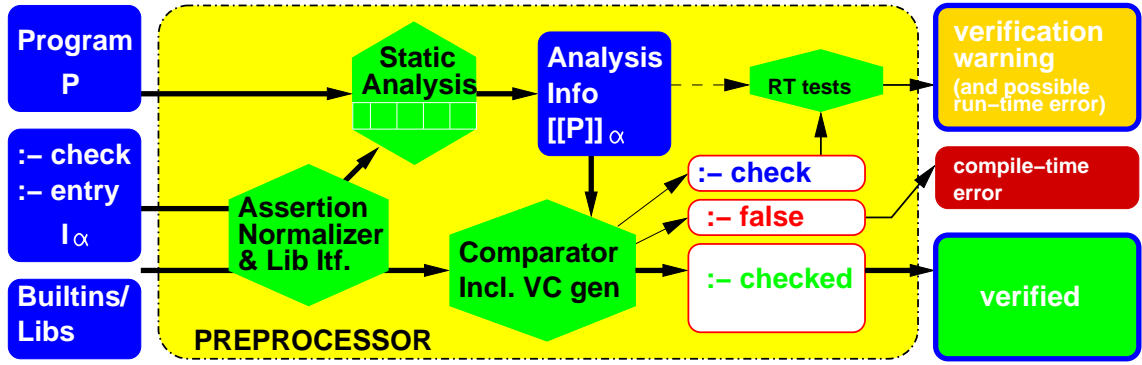 Program
P
:– check
:– entry
I α
Builtins/
Libs
Static
Analysis
Assertion
Normalizer
& Lib Itf.
PREPROCESSOR
Analysis
Info
[[P]] α
Comparator
Incl. VC gen
RT tests
:– check
:– false
:– checked
verification
warning
(and possible
run–time error)
compile–time
error
verified